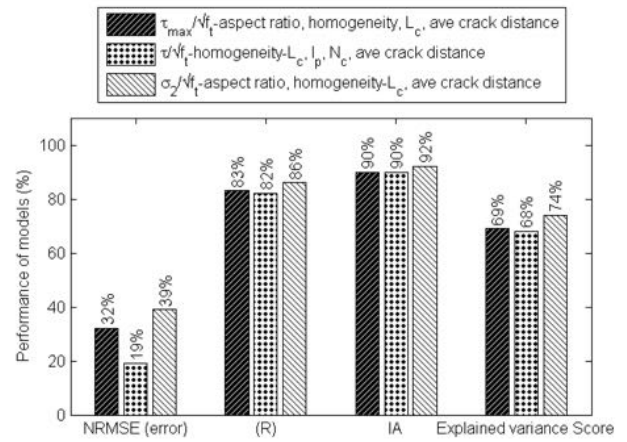 τmax/√ft-aspect ratio, homogeneity, Lc, ave crack distance
τ/√ft-homogeneity-Lc, Ip, Nc, ave crack distance
σ2/√ft-aspect ratio, homogeneity-Lc, ave crack distance
Performance of models (%)
100
80
60
40
20
0
32%
19%
39%
83%
82%
86%
90%
90%
92%
69%
68%
74%
NRMSE (error)
(R)
IA
Explained variance Score